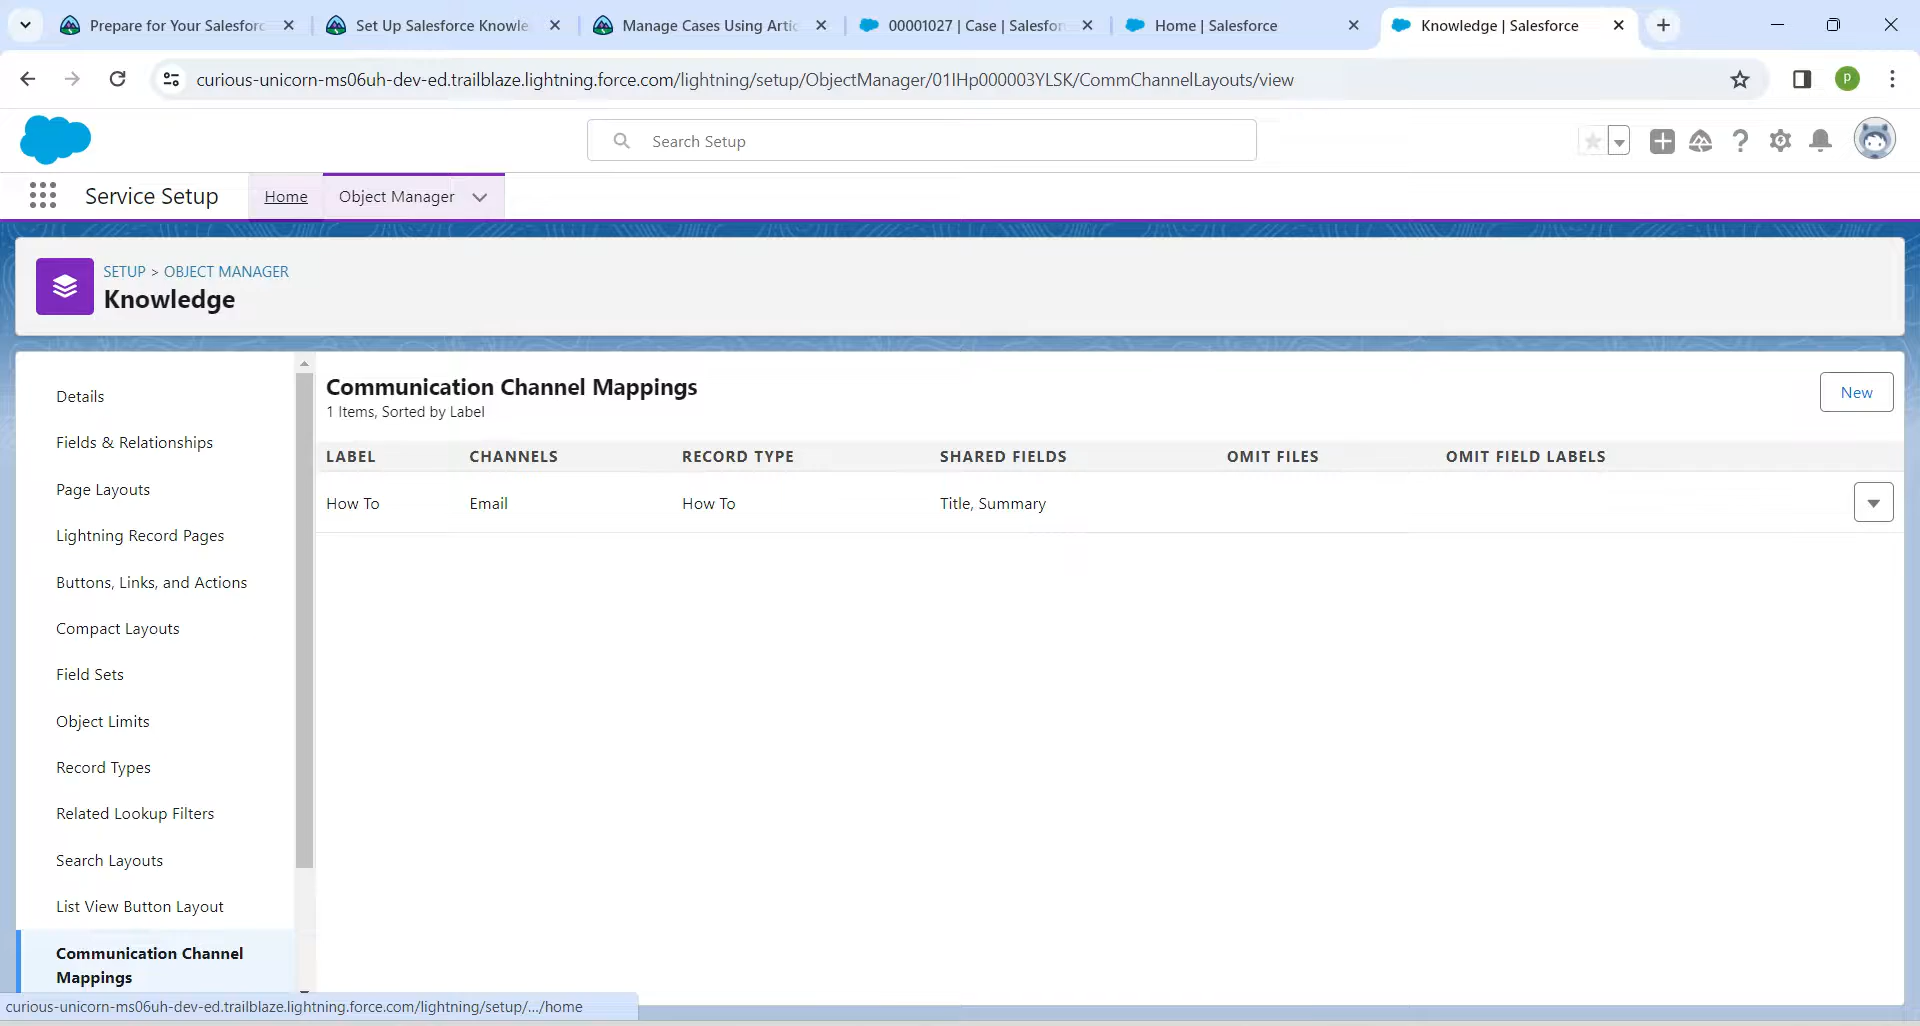 Prepare for Your Salesforc
Set Up Salesforce Knowle
Manage Cases Using Artic
00001027 | Case | Salesfor
Home | Salesforce
Knowledge | Salesforce
curious-unicorn-ms06uh-dev-ed.trailblaze.lightning.force.com/lightning/setup/ObjectManager/01IHp000003YLSK/CommChannelLayouts/view
P
Search Setup
Service Setup
Home
Object Manager
SETUP > OBJECT MANAGER
Knowledge
Details
Fields & Relationships
Page Layouts
Lightning Record Pages
Buttons, Links, and Actions
Compact Layouts
Field Sets
Object Limits
Record Types
Related Lookup Filters
Search Layouts
List View Button Layout
Communication Channel
Mappings
Communication Channel Mappings
1 Items, Sorted by Label
New
LABEL CHANNELS RECORD TYPE SHARED FIELDS OMIT FILES OMIT FIELD LABELS
How To Email How To Title, Summary
curious-unicorn-ms06uh-dev-ed.trailblaze.lightning.force.com/lightning/setup/.../home